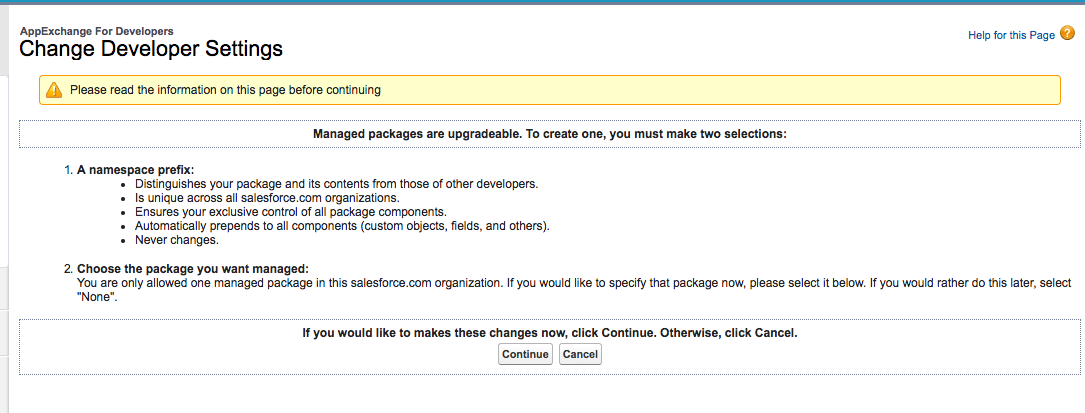 AppExchange For Developers
Change Developer Settings
Help for this Page ?
Please read the information on this page before continuing
Managed packages are upgradeable. To create one, you must make two selections:
1. A namespace prefix:
• Distinguishes your package and its contents from those of other developers.
• Is unique across all salesforce.com organizations.
• Ensures your exclusive control of all package components.
• Automatically prepends to all components (custom objects, fields, and others).
• Never changes.
2. Choose the package you want managed:
You are only allowed one managed package in this salesforce.com organization. If you would like to specify that package now, please select it below. If you would rather do this later, select
"None".
If you would like to makes these changes now, click Continue. Otherwise, click Cancel.
Continue Cancel